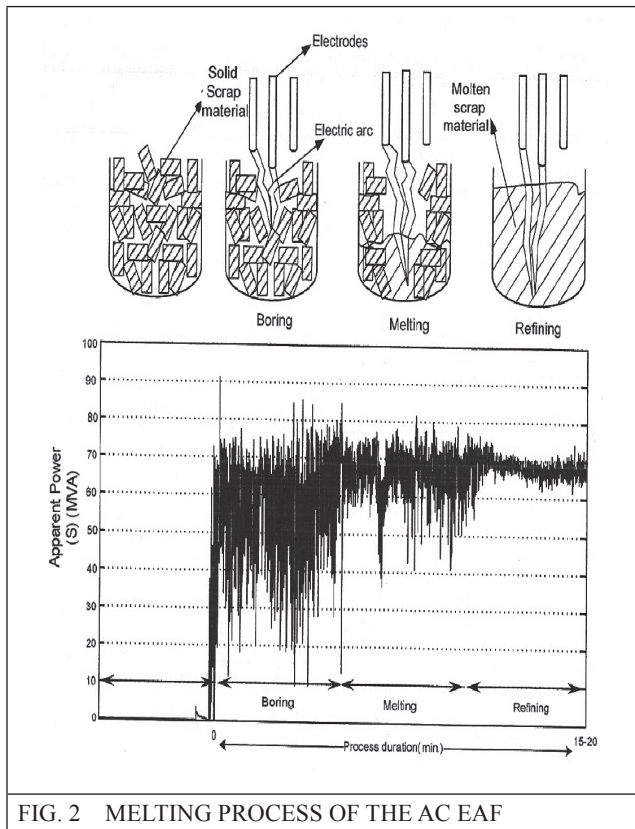 Electrodes
Solid
Scrap
material
Electric arc
Molten
scrap
material
Boring
Melting
Refining
100
90
80
70
60
50
40
30
20
10
0
Apparent Power
(S) (MVA)
Boring
Melting
Refining
0
Process duration(min.)
15-20
FIG. 2 MELTING PROCESS OF THE AC EAF